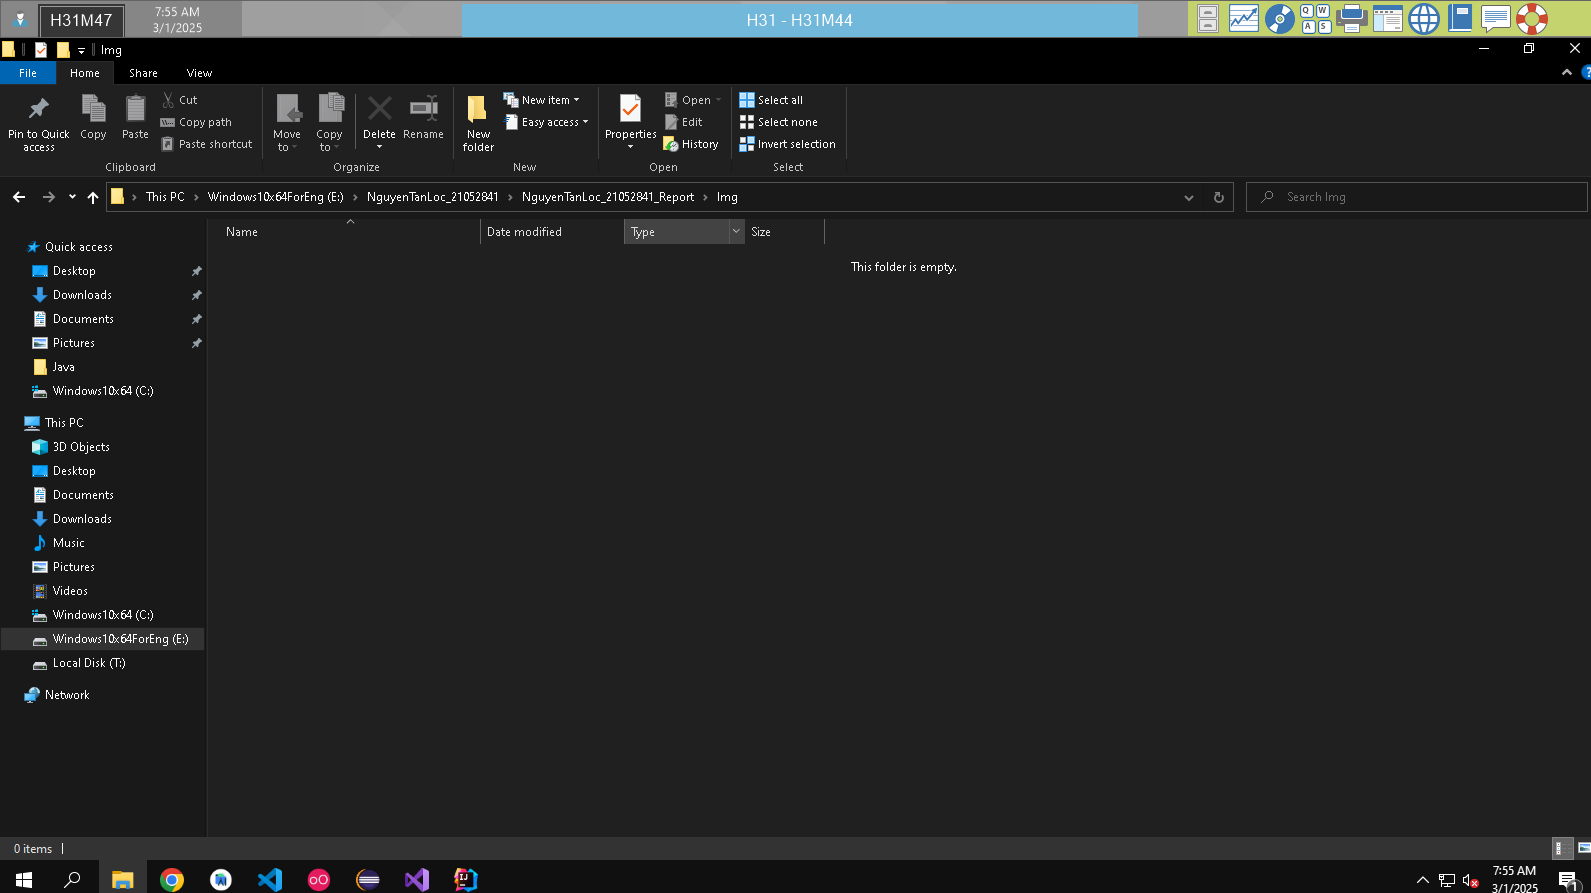 H31M47
7:55 AM
3/1/2025
H31 - H31M44
Q W
A S
Img
File Home Share View
Pin to Quick access
Copy
Paste
Cut
Copy path
Paste shortcut
Clipboard
Move to
Copy to
Delete
Rename
Organize
New folder
New item
Easy access
New
Properties
Open
Edit
History
Open
Select all
Select none
Invert selection
Select
This PC > Windows10x64ForEng (E:) > NguyenTanLoc_21052841 > NguyenTanLoc_21052841_Report > Img
Search Img
Name Date modified Type Size
This folder is empty.
Quick access
Desktop
Downloads
Documents
Pictures
Java
Windows10x64 (C:)
This PC
3D Objects
Desktop
Documents
Downloads
Music
Pictures
Videos
Windows10x64 (C:)
Windows10x64ForEng (E:)
Local Disk (T:)
Network
0 items
7:55 AM
3/1/2025
1